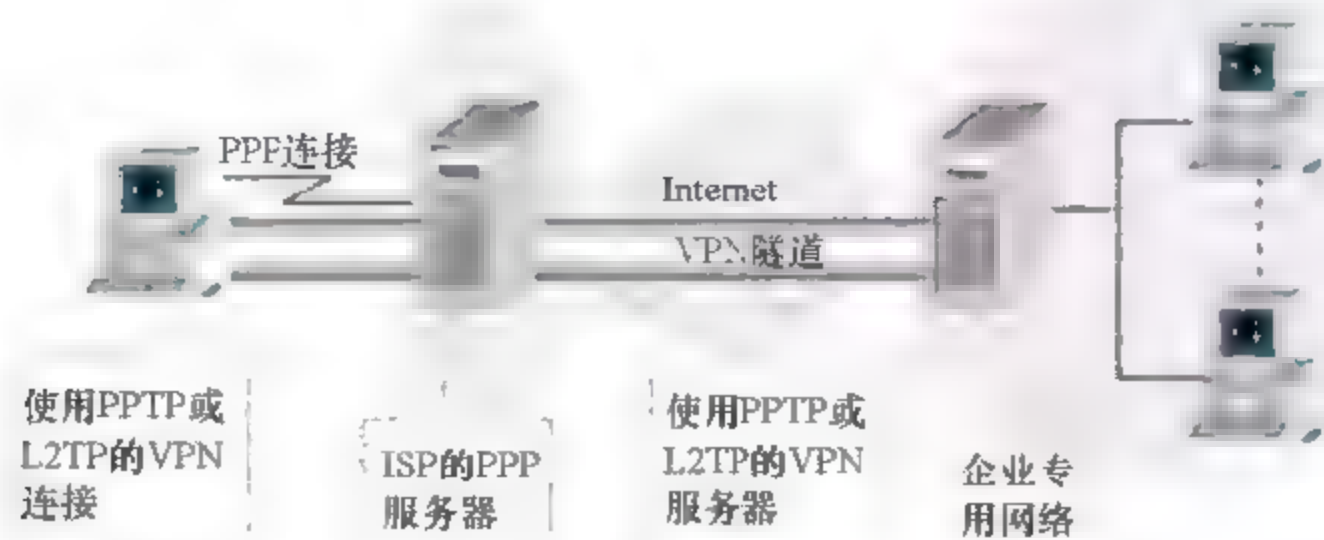 PPP连接
Internet
VPN隧道
使用PPTP或
L2TP的VPN
连接
ISP的PPP
服务器
使用PPTP或
L2TP的VPN
服务器
企业专
用网络